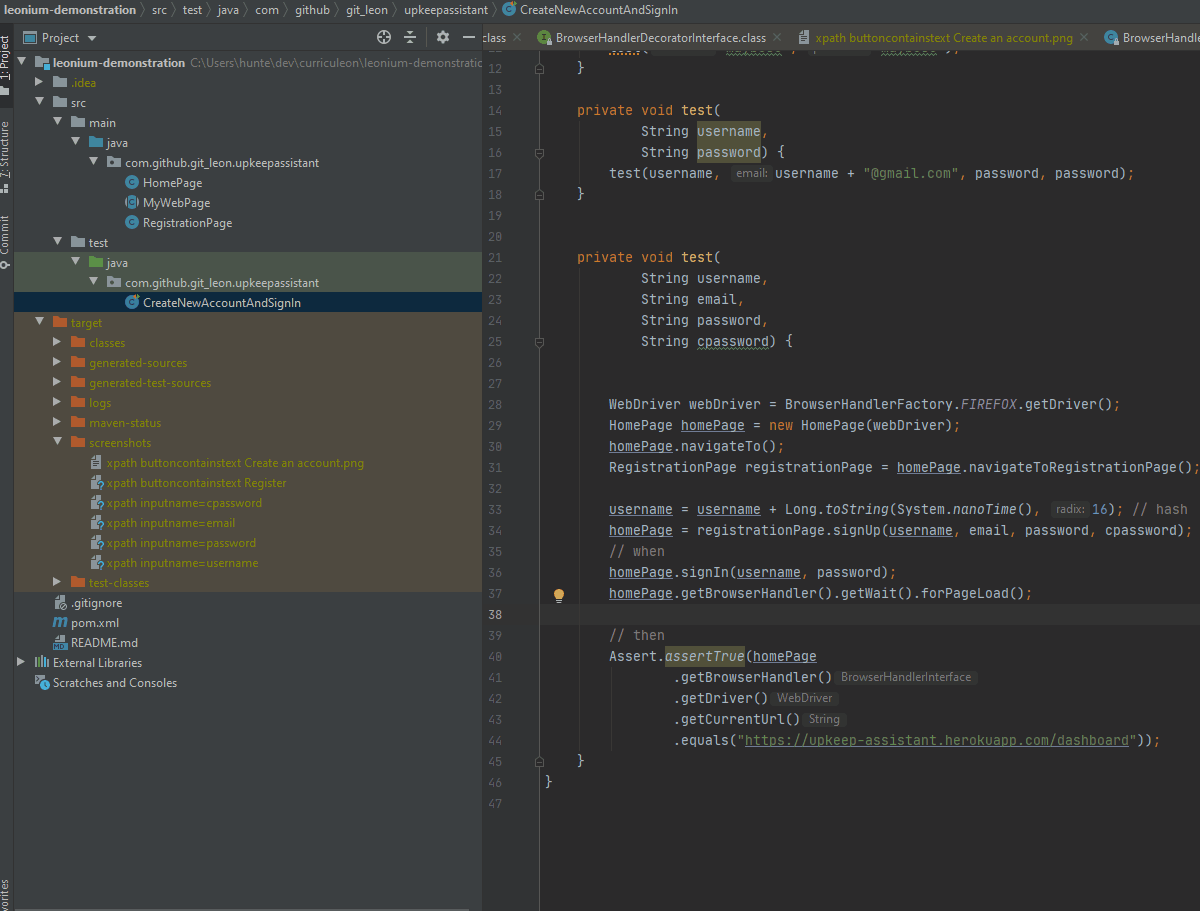 leonium-demonstration src test java com github git_leon upkeepassistant CreateNewAccountAndSignIn
Project
class
BrowserHandlerDecoratorInterface.class
xpath buttoncontainstext Create an account.png
BrowserHandle
1: Project
7: Structure
Commit
vorites
leonium-demonstration C:\Users\hunte\dev\curriculeon\leonium-demonstratio
.idea
src
main
java
com.github.git_leon.upkeepassistant
HomePage
MyWebPage
RegistrationPage
test
java
com.github.git_leon.upkeepassistant
CreateNewAccountAndSignIn
target
classes
generated-sources
generated-test-sources
logs
maven-status
screenshots
xpath buttoncontainstext Create an account.png
xpath buttoncontainstext Register
xpath inputname=cpassword
xpath inputname=email
xpath inputname=password
xpath inputname=username
test-classes
.gitignore
pom.xml
README.md
External Libraries
Scratches and Consoles
12 }
13
14 private void test(
15 String username,
16 String password) {
17 test(username, email: username + "@gmail.com", password, password);
18 }
19
20
21 private void test(
22 String username,
23 String email,
24 String password,
25 String cpassword) {
26
27
28 WebDriver webDriver = BrowserHandlerFactory.FIREFOX.getDriver();
29 HomePage homePage = new HomePage(webDriver);
30 homePage.navigateTo();
31 RegistrationPage registrationPage = homePage.navigateToRegistrationPage();
32
33 username = username + Long.toString(System.nanoTime(), radix: 16); // hash
34 homePage = registrationPage.signUp(username, email, password, cpassword);
35 // when
36 homePage.signIn(username, password);
37 homePage.getBrowserHandler().getWait().forPageLoad();
38
39 // then
40 Assert.assertTrue(homePage
41 .getBrowserHandler() BrowserHandlerInterface
42 .getDriver() WebDriver
43 .getCurrentUrl() String
44 .equals("https://upkeep-assistant.herokuapp.com/dashboard"));
45 }
46 }
47